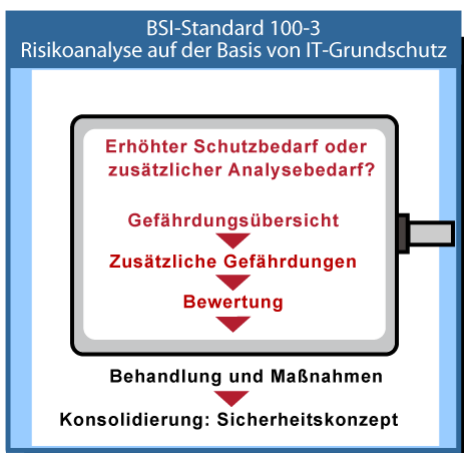 BSI-Standard 100-3
Risikoanalyse auf der Basis von IT-Grundschutz
Erhöhter Schutzbedarf oder
zusätzlicher Analysebedarf?
Gefährdungsübersicht
Zusätzliche Gefährdungen
Bewertung
Behandlung und Maßnahmen
Konsolidierung: Sicherheitskonzept